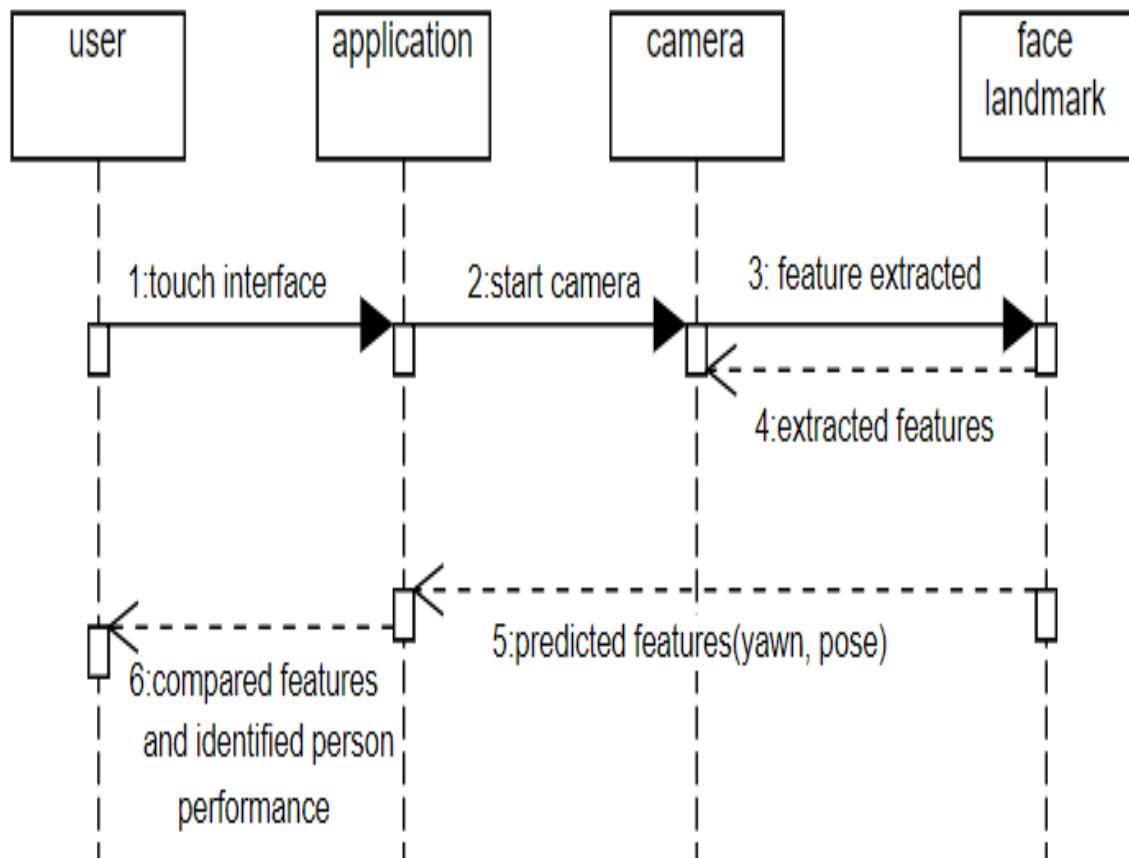 user
application
camera
face
landmark
1:touch interface
2:start camera
3: feature extracted
4:extracted features
5:predicted features(yawn, pose)
6:compared features
and identified person
performance